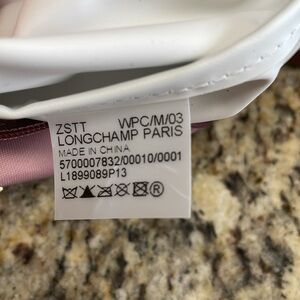 ZSTT WPC/M/03
LONGCHAMP PARIS
MADE IN CHINA
5700007832/00010/0001
L1899089P13